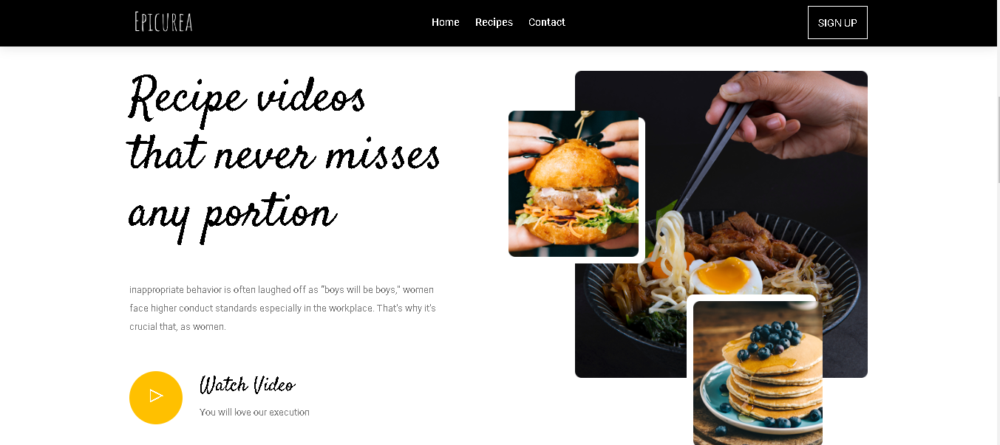 EPICUREA
Home Recipes Contact
SIGN UP
Recipe videos
that never misses
any portion
inappropriate behavior is often laughed off as “boys will be boys,” women
face higher conduct standards especially in the workplace. That’s why it’s
crucial that, as women.
Watch Video
You will love our execution